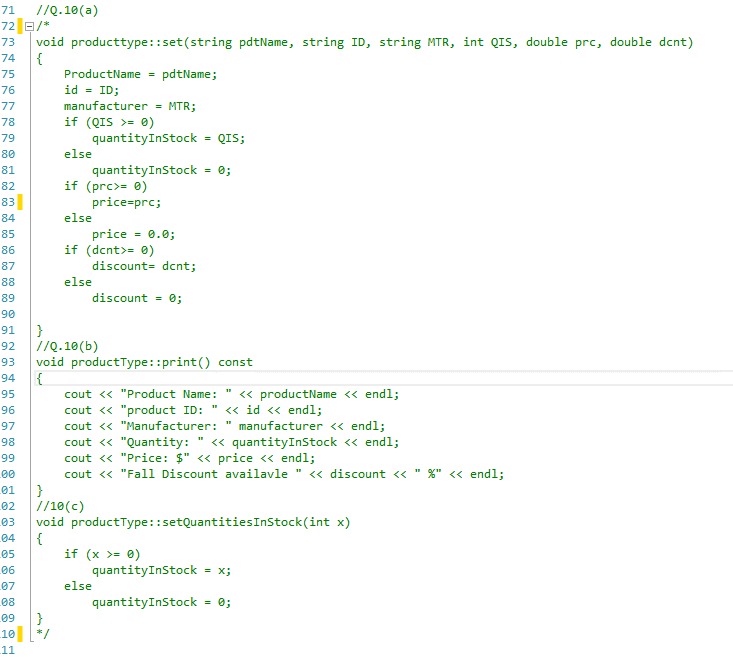 71 //Q.10(a)
72 /*
73 void producttype::set(string pdtName, string ID, string MTR, int QIS, double prc, double dcnt)
74 {
75     ProductName = pdtName;
76     id = ID;
77     manufacturer = MTR;
78     if (QIS >= 0)
79         quantityInStock = QIS;
80     else
81         quantityInStock = 0;
82     if (prc>= 0)
83         price=prc;
84     else
85         price = 0.0;
86     if (dcnt>= 0)
87         discount= dcnt;
88     else
89         discount = 0;
90
91 }
92 //Q.10(b)
93 void productType::print() const
94 {
95     cout << "Product Name: " << productName << endl;
96     cout << "product ID: " << id << endl;
97     cout << "Manufacturer: " manufacturer << endl;
98     cout << "Quantity: " << quantityInStock << endl;
99     cout << "Price: $" << price << endl;
00     cout << "Fall Discount availavle " << discount << " %" << endl;
01 }
02 //10(c)
03 void productType::setQuantitiesInStock(int x)
04 {
05     if (x >= 0)
06         quantityInStock = x;
07     else
08         quantityInStock = 0;
09 }
10 */
11